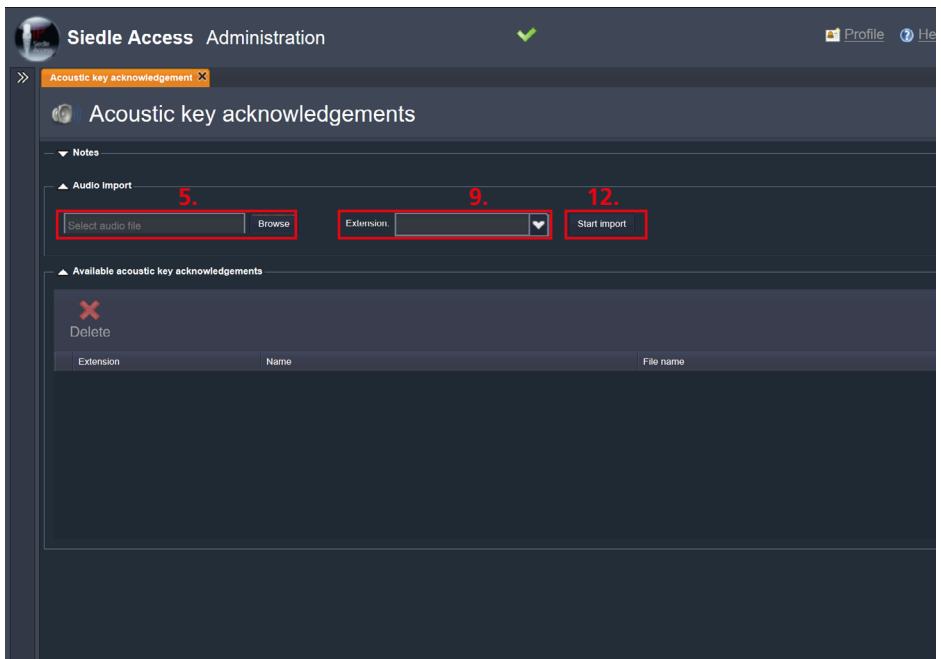 Siedle Access Administration
Profile
He
Acoustic key acknowledgement
Acoustic key acknowledgements
Notes
Audio Import
5.
9.
12.
Select audio file
Browse
Extension:
Start import
Available acoustic key acknowledgements
Delete
Extension
Name
File name